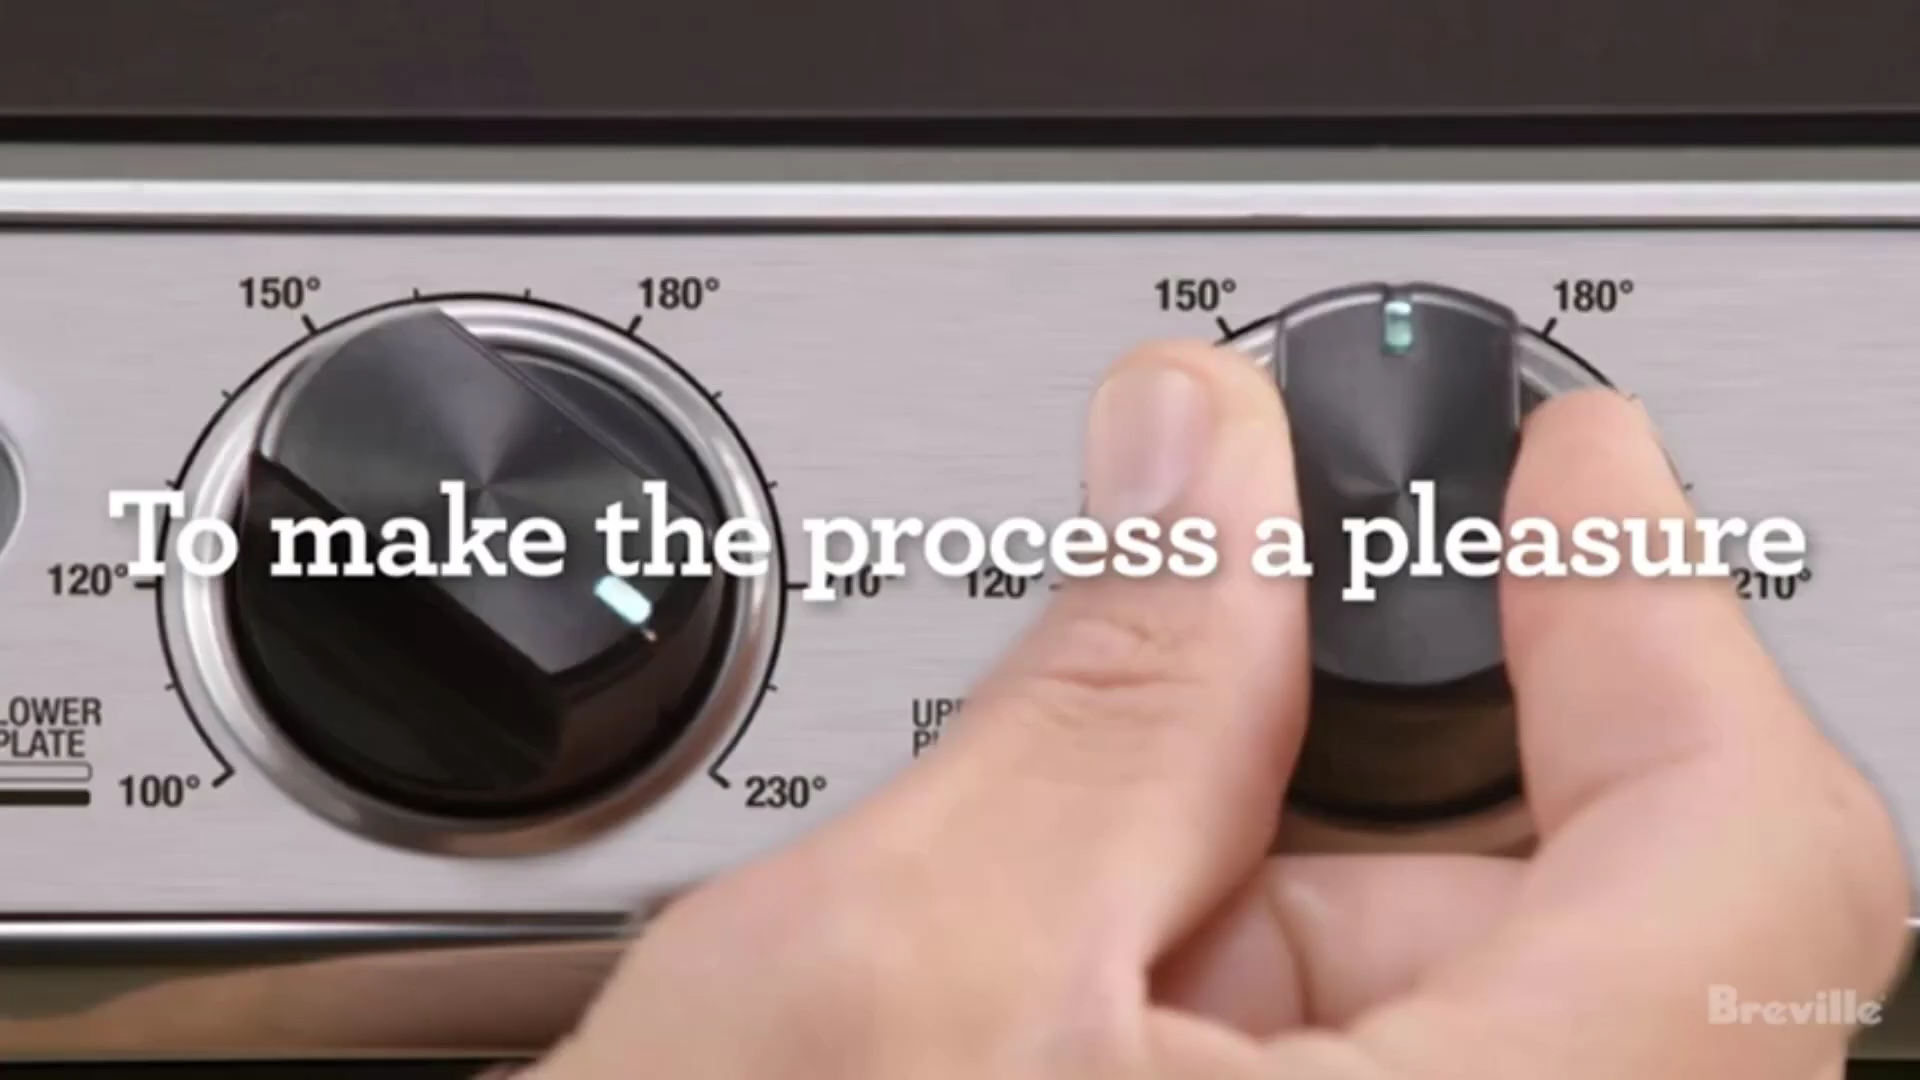 150°
180°
150°
180°
To make the process a pleasure
120°
120°
210°
LOWER
PLATE
100°
230°
Breville